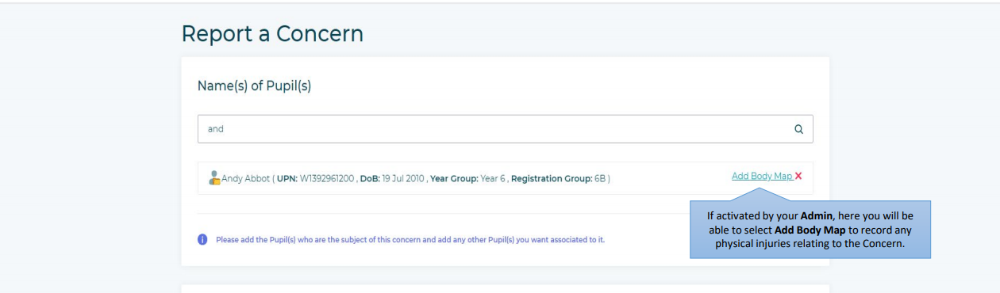 Report a Concern
Name(s) of Pupil(s)
and
Andy Abbot ( UPN: W1392961200 , DoB: 19 Jul 2010 , Year Group: Year 6 , Registration Group: 6B )
Add Body Map
If activated by your Admin, here you will be
able to select Add Body Map to record any
physical injuries relating to the Concern.
Please add the Pupil(s) who are the subject of this concern and add any other Pupil(s) you want associated to it.